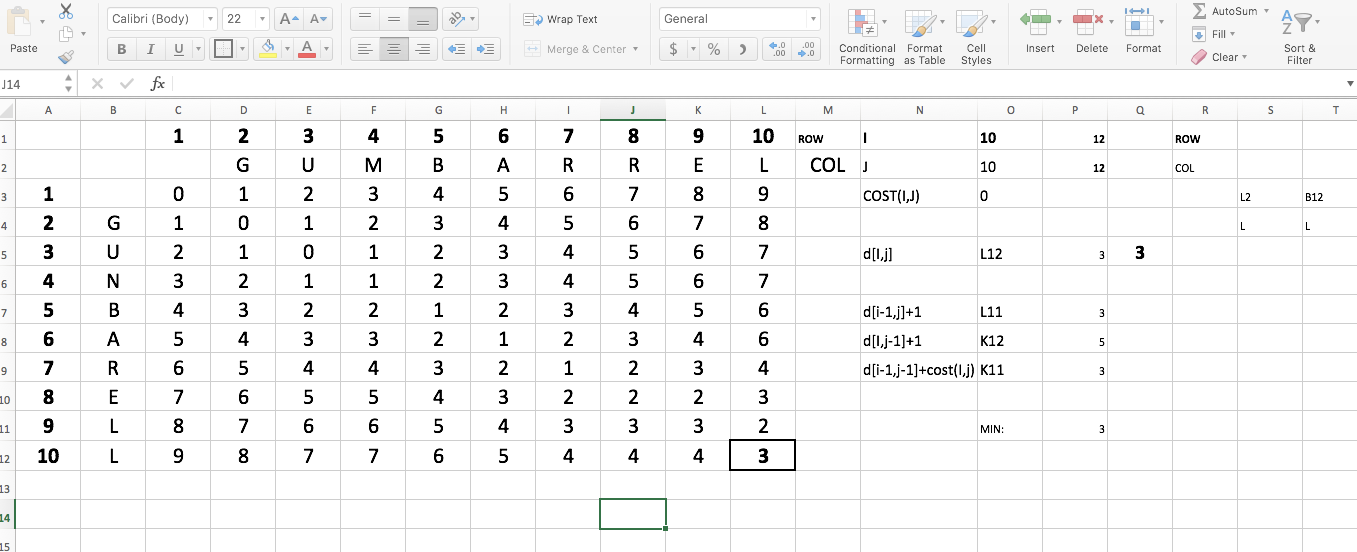 Calibri (Body) 22 A A Wrap Text General AutoSum
Paste B I U A Merge & Center $ % Conditional Formatting Format as Table Cell Styles Insert Delete Format Fill Clear Sort & Filter
J14 fx
A B C D E F G H I J K L M N O P Q R S T
1 1 2 3 4 5 6 7 8 9 10 ROW I 10 12 ROW
2 G U M B A R R E L COL J 10 12 COL
3 1 0 1 2 3 4 5 6 7 8 9 COST(I,J) 0 L2 B12
4 2 G 1 0 1 2 3 4 5 6 7 8 L L
5 3 U 2 1 0 1 2 3 4 5 6 7 d[I,j] L12 3 3
6 4 N 3 2 1 1 2 3 4 5 6 7
7 5 B 4 3 2 2 1 2 3 4 5 6 d[i-1,j]+1 L11 3
8 6 A 5 4 3 3 2 1 2 3 4 6 d[I,j-1]+1 K12 5
9 7 R 6 5 4 4 3 2 1 2 3 4 d[i-1,j-1]+cost(I,j) K11 3
10 8 E 7 6 5 5 4 3 2 2 2 3
11 9 L 8 7 6 6 5 4 3 3 3 2 MIN: 3
12 10 L 9 8 7 7 6 5 4 4 4 3
13
14
15